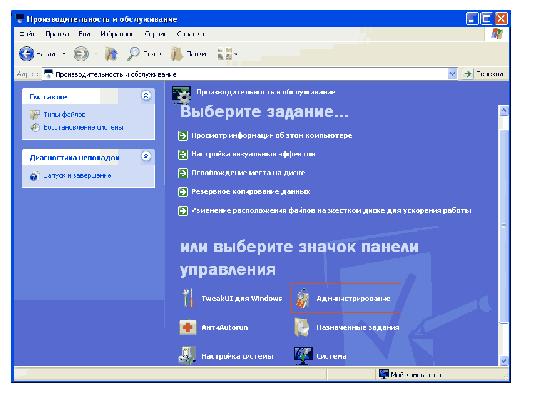 Производительность и обслуживание
Файл Правка Вид Избранное Сервис Справка
Поиск Папки
Адрес: Производительность и обслуживание Переход
См. также
Типы файлов
Восстановление системы
Диагностика неполадок
Запуск и завершение
Производительность и обслуживание
Выберите задание...
Просмотр информации об этом компьютере
Настройка визуальных эффектов
Освобождение места на диске
Резервное копирование данных
Изменение расположения файлов на жестком диске для ускорения работы
или выберите значок панели
управления
TweakUI для Windows
Администрирование
АнтиAutorun
Назначенные задания
Настройка системы
Система
Мой компьютер